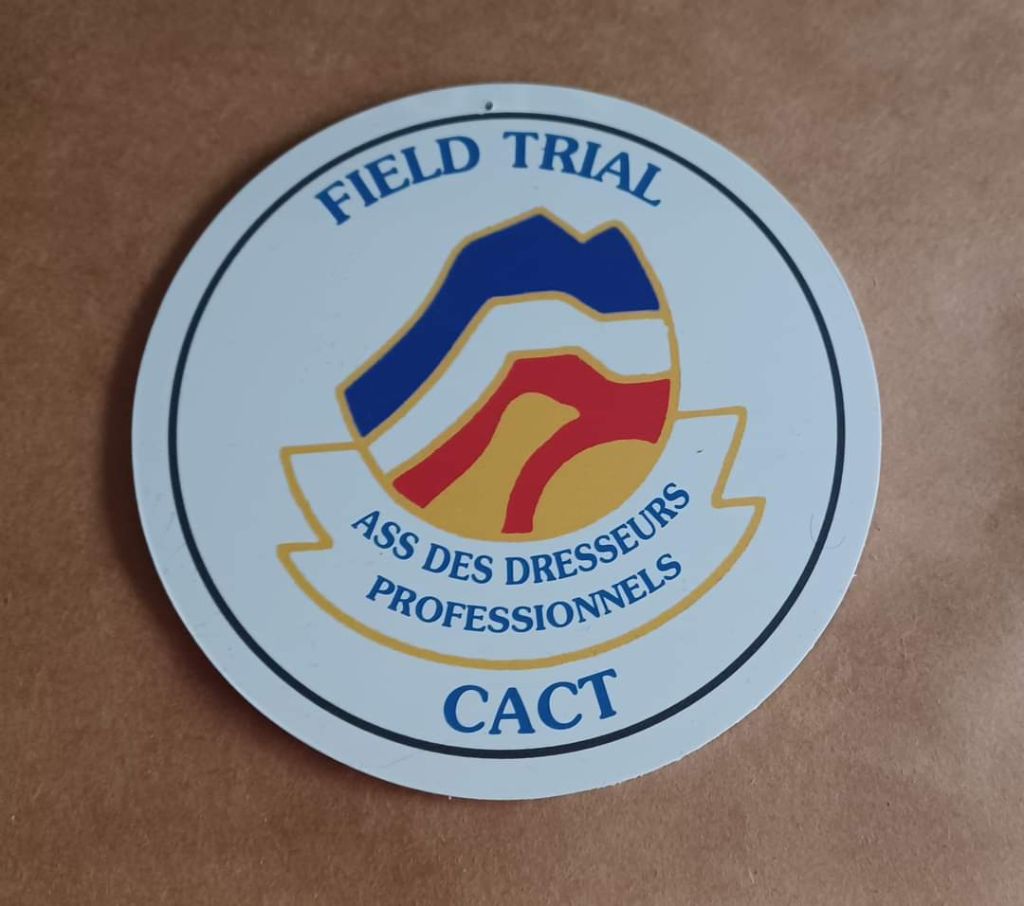 FIELD TRIAL
ASS DES DRESSEURS
PROFESSIONNELS
CACT